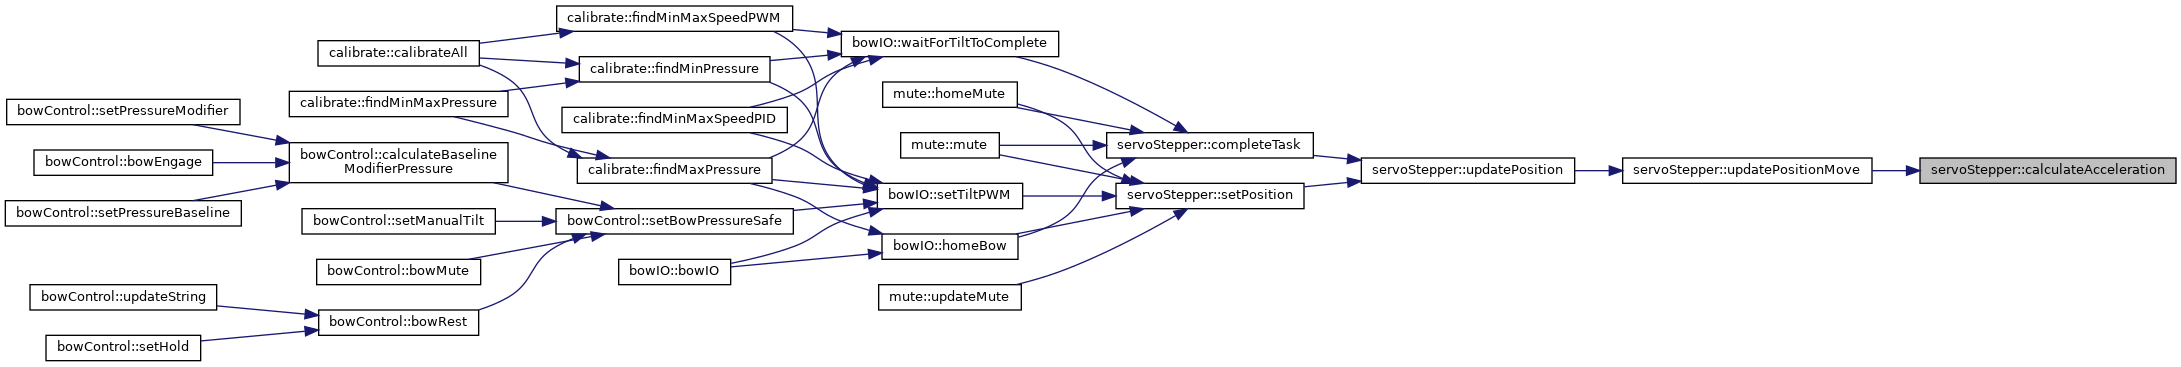 calibrate::findMinMaxSpeedPWM
calibrate::calibrateAll
bowIO::waitForTiltToComplete
calibrate::findMinPressure
mute::homeMute
calibrate::findMinMaxPressure
bowControl::setPressureModifier
calibrate::findMinMaxSpeedPID
mute::mute
servoStepper::completeTask
bowControl::bowEngage
bowControl::calculateBaseline
ModifierPressure
calibrate::findMaxPressure
servoStepper::updatePosition
servoStepper::updatePositionMove
servoStepper::calculateAcceleration
bowIO::setTiltPWM
servoStepper::setPosition
bowControl::setPressureBaseline
bowControl::setManualTilt
bowControl::setBowPressureSafe
bowIO::homeBow
bowControl::bowMute
bowIO::bowIO
bowControl::updateString
mute::updateMute
bowControl::bowRest
bowControl::setHold